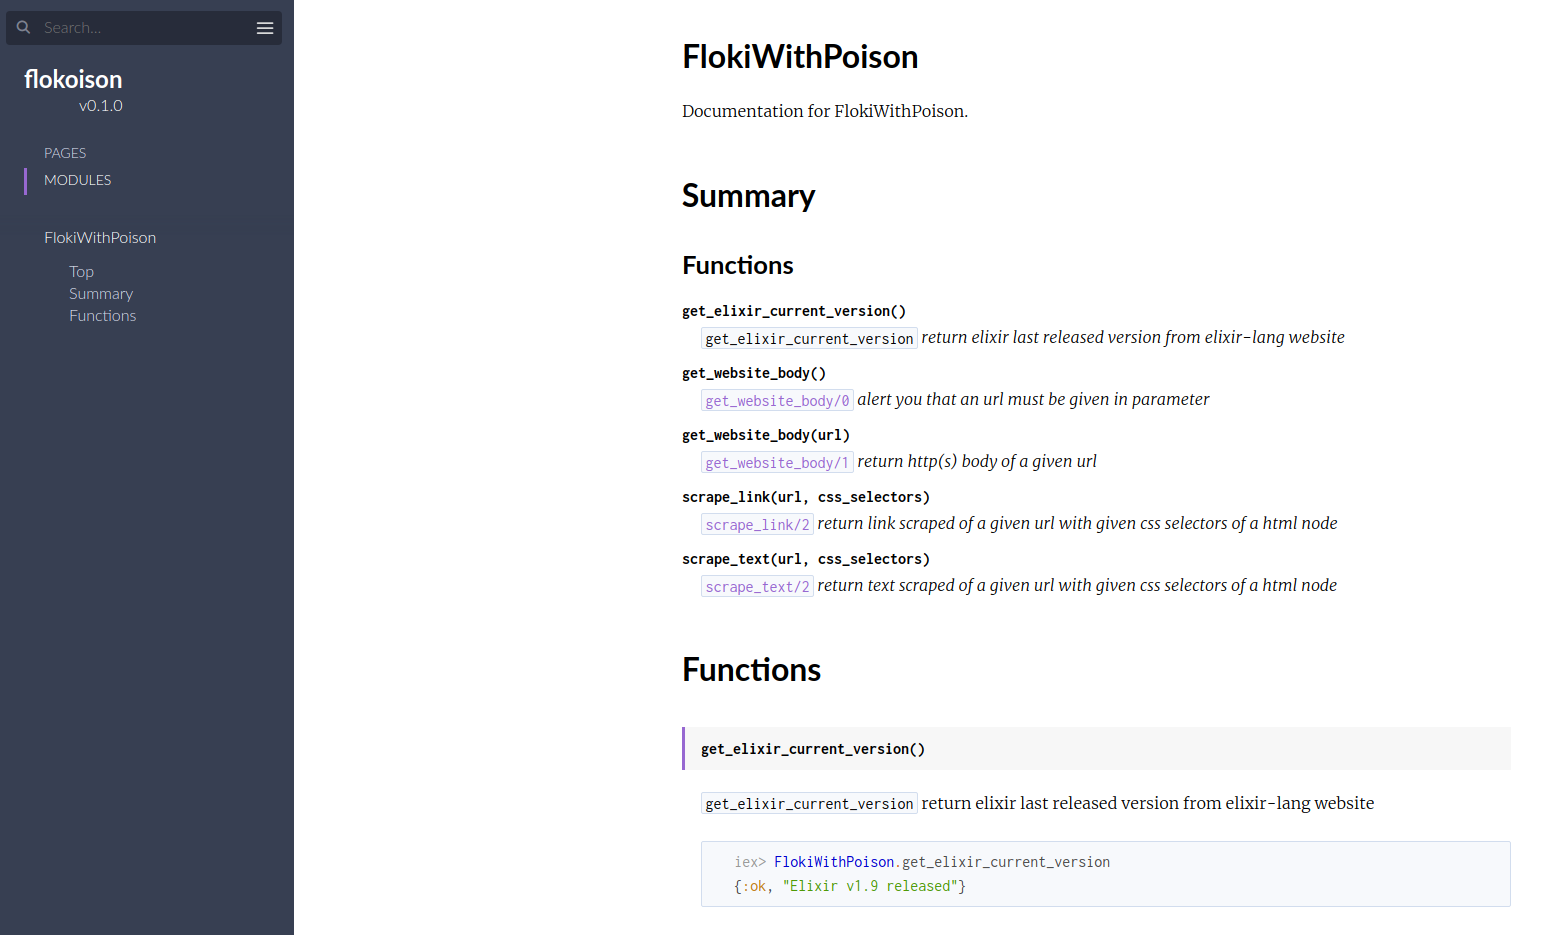 Search...
flokoison
v0.1.0
PAGES
MODULES
FlokiWithPoison
Top
Summary
Functions
FlokiWithPoison
Documentation for FlokiWithPoison.
Summary
Functions
get_elixir_current_version()
get_elixir_current_version return elixir last released version from elixir-lang website
get_website_body()
get_website_body/0 alert you that an url must be given in parameter
get_website_body(url)
get_website_body/1 return http(s) body of a given url
scrape_link(url, css_selectors)
scrape_link/2 return link scraped of a given url with given css selectors of a html node
scrape_text(url, css_selectors)
scrape_text/2 return text scraped of a given url with given css selectors of a html node
Functions
get_elixir_current_version()
get_elixir_current_version return elixir last released version from elixir-lang website
iex> FlokiWithPoison.get_elixir_current_version
{:ok, "Elixir v1.9 released"}